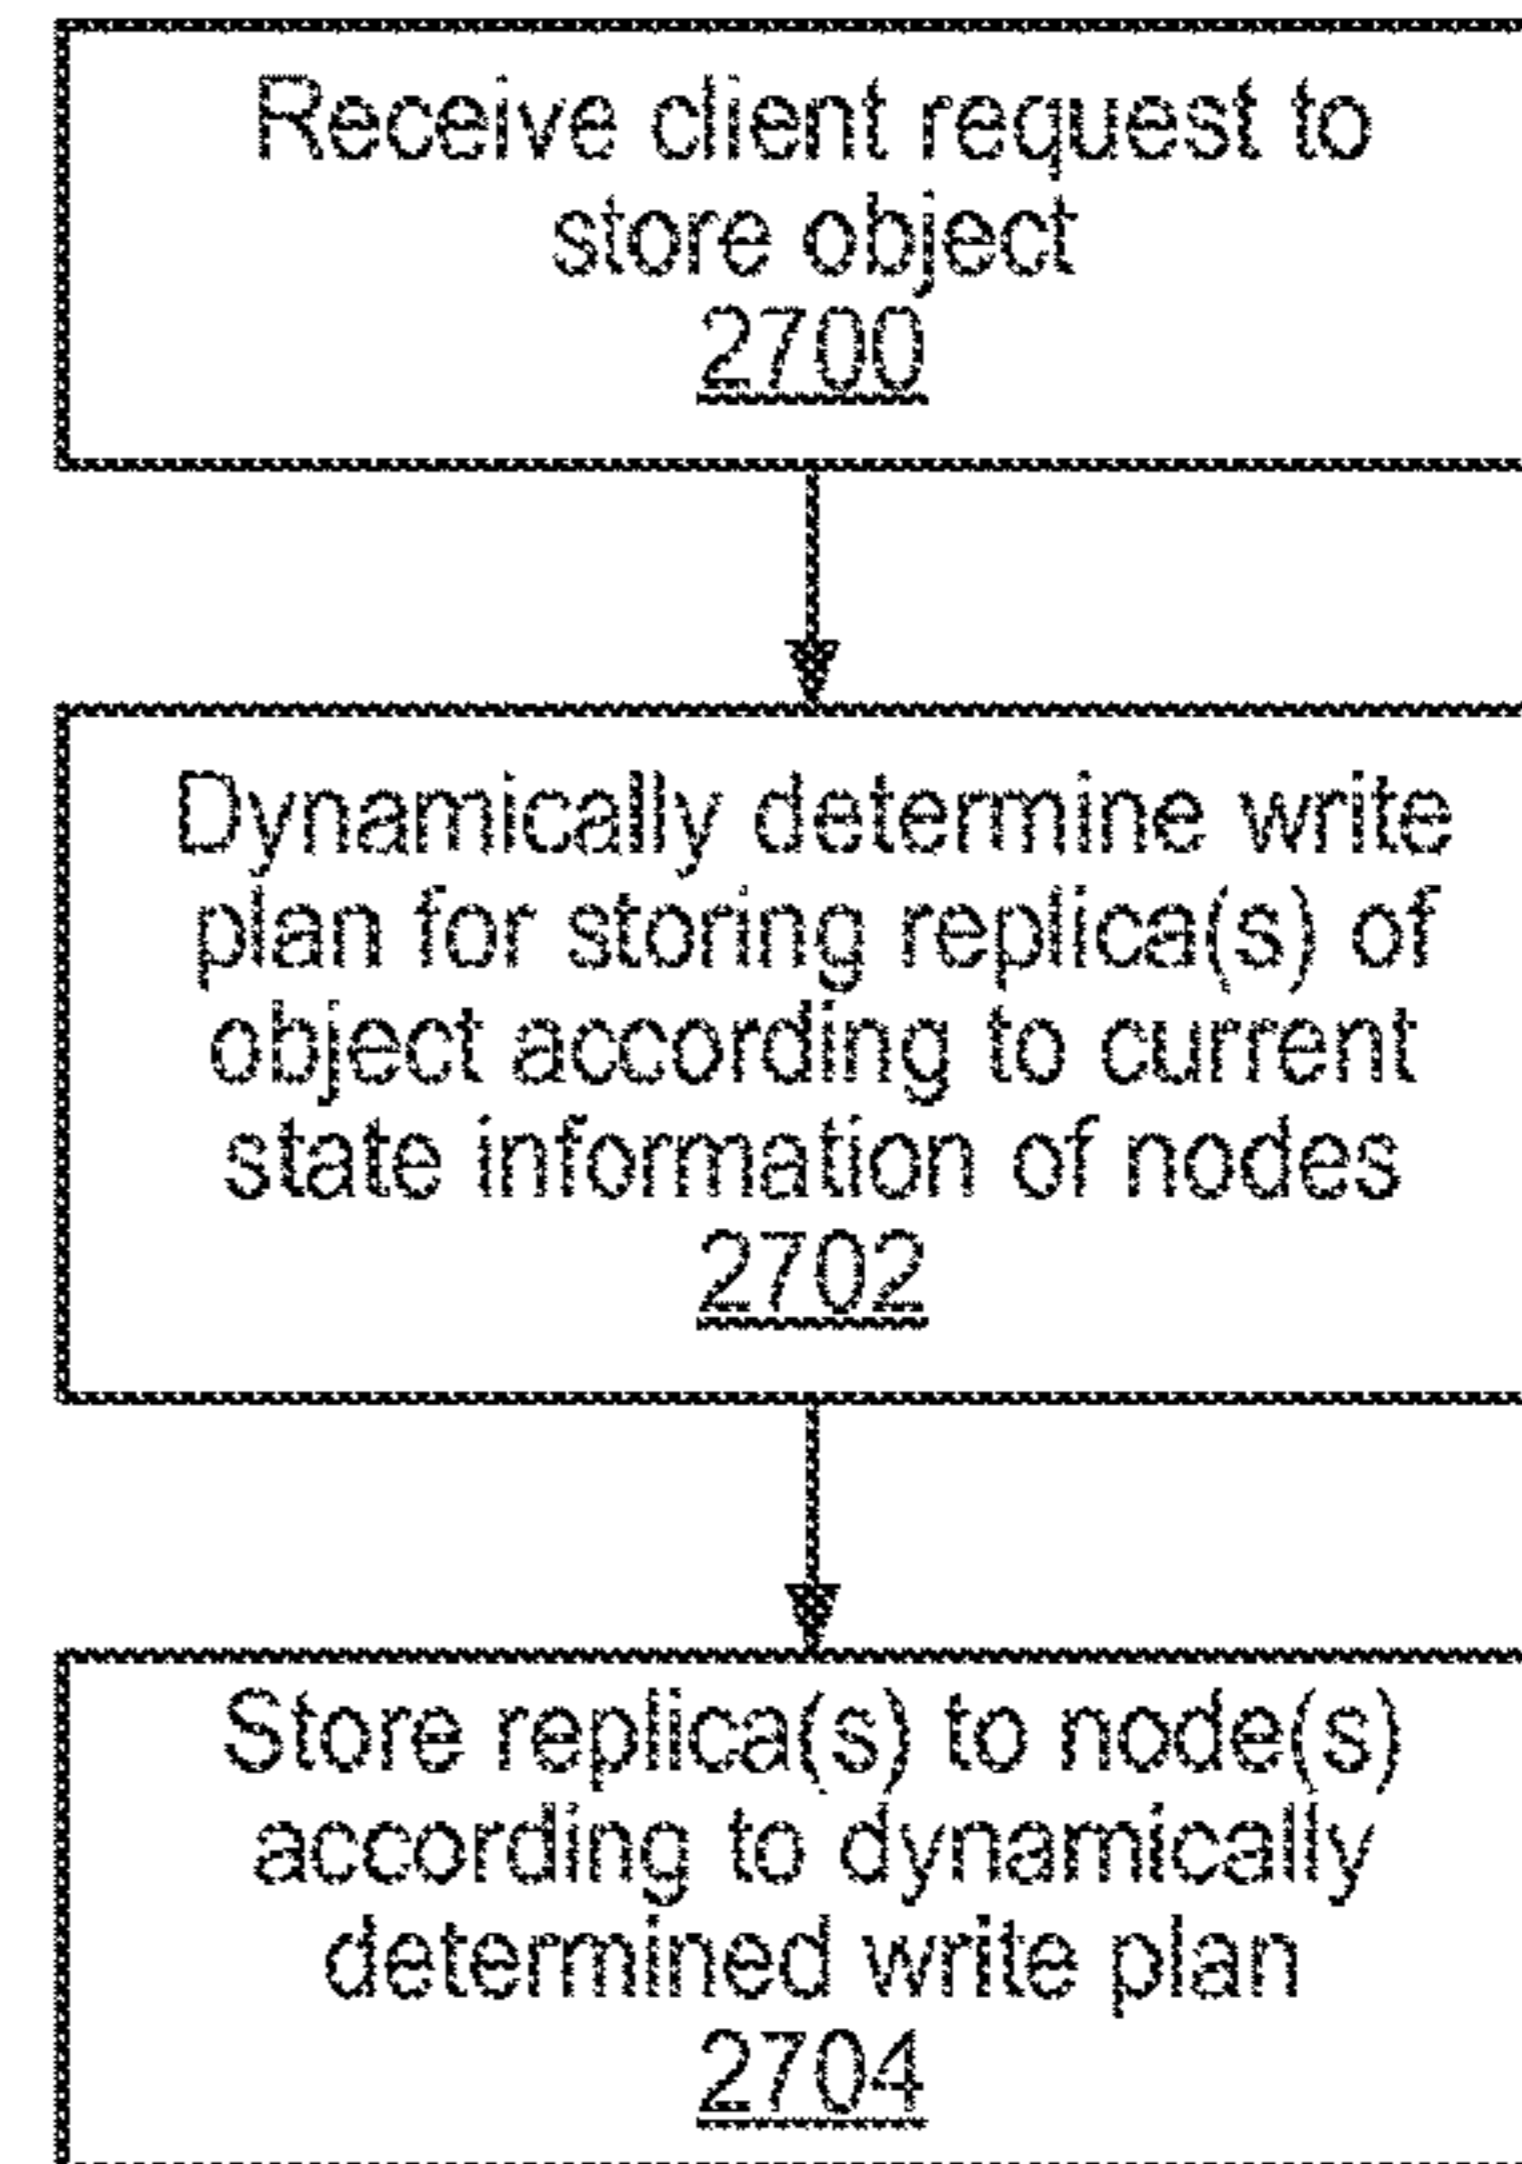 Receive client request to
store object
2700
Dynamically determine write
plan for storing replica(s) of
object according to current
state information of nodes
2702
Store replica(s) to node(s)
according to dynamically
determined write plan
2704